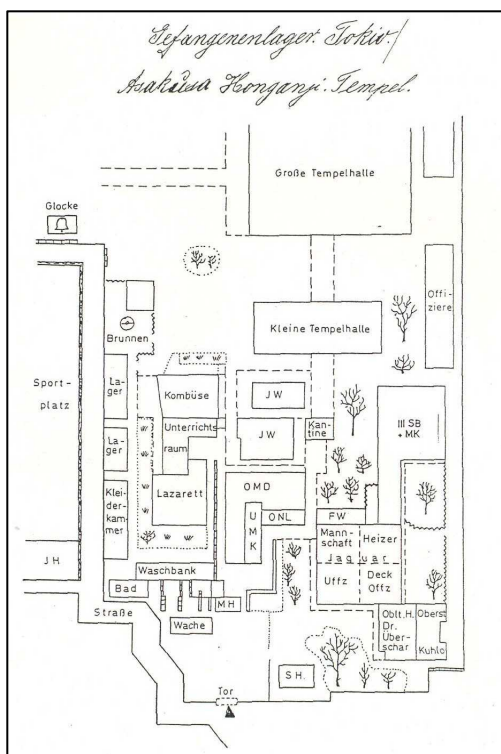 Gefangenenlager. Tokio./
Asakusa Honganji. Tempel.
Große Tempelhalle
Glocke
Offi-
ziere
Kleine Tempelhalle
Brunnen
Sport-
platz
La-
ger
Kombüse
JW
III SB
+ MK
Unterrichts
raum
JW
Kan-
tine
La-
ger
Lazarett
OMD
Klei-
der-
kam-
mer
U
M
K
ONL
FW
Mann-
schaft
Heizer
Jaguar
Uffz
Deck
Offz
JH
Waschbank
Bad
MH
Straße
Wache
Oblt. H.
Dr.
Über-
schar
Oberst
Kuhlo
SH.
Tor